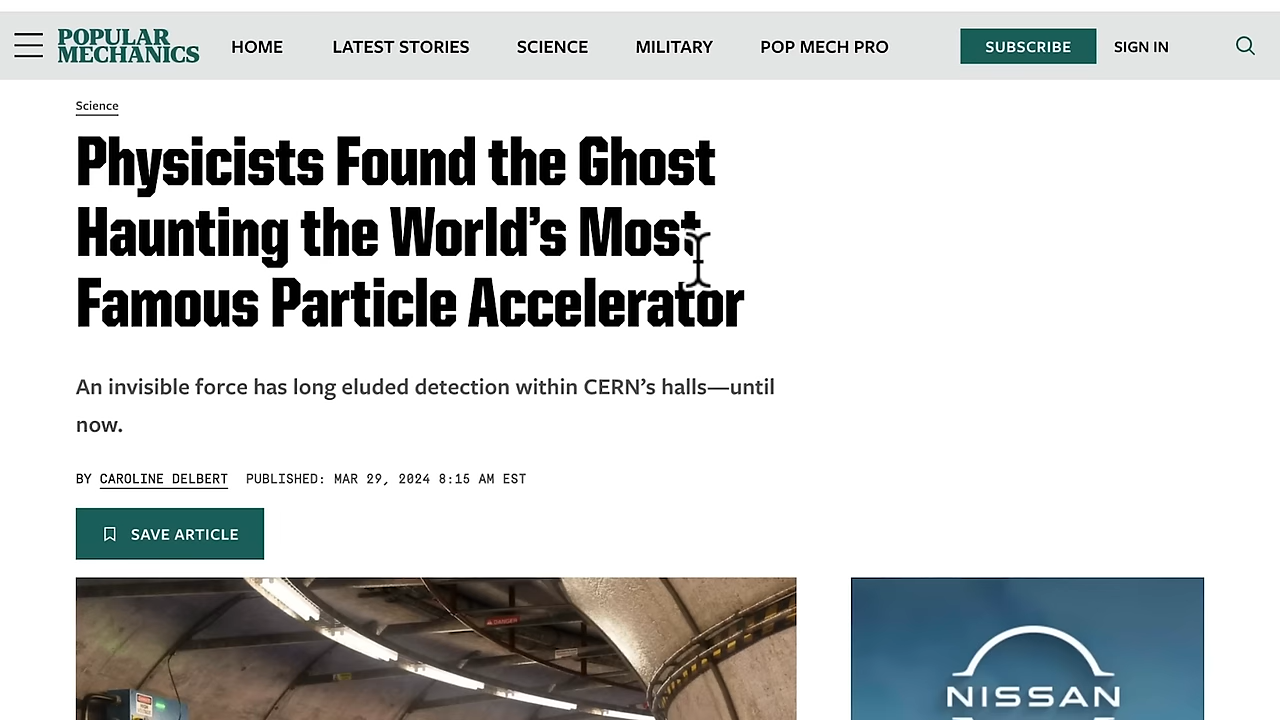 POPULAR
MECHANICS
HOME
LATEST STORIES
SCIENCE
MILITARY
POP MECH PRO
SUBSCRIBE
SIGN IN
Science
Physicists Found the Ghost
Haunting the World’s Most
Famous Particle Accelerator
An invisible force has long eluded detection within CERN’s halls—until
now.
BY CAROLINE DELBERT PUBLISHED: MAR 29, 2024 8:15 AM EST
SAVE ARTICLE
DANGER
NISSAN